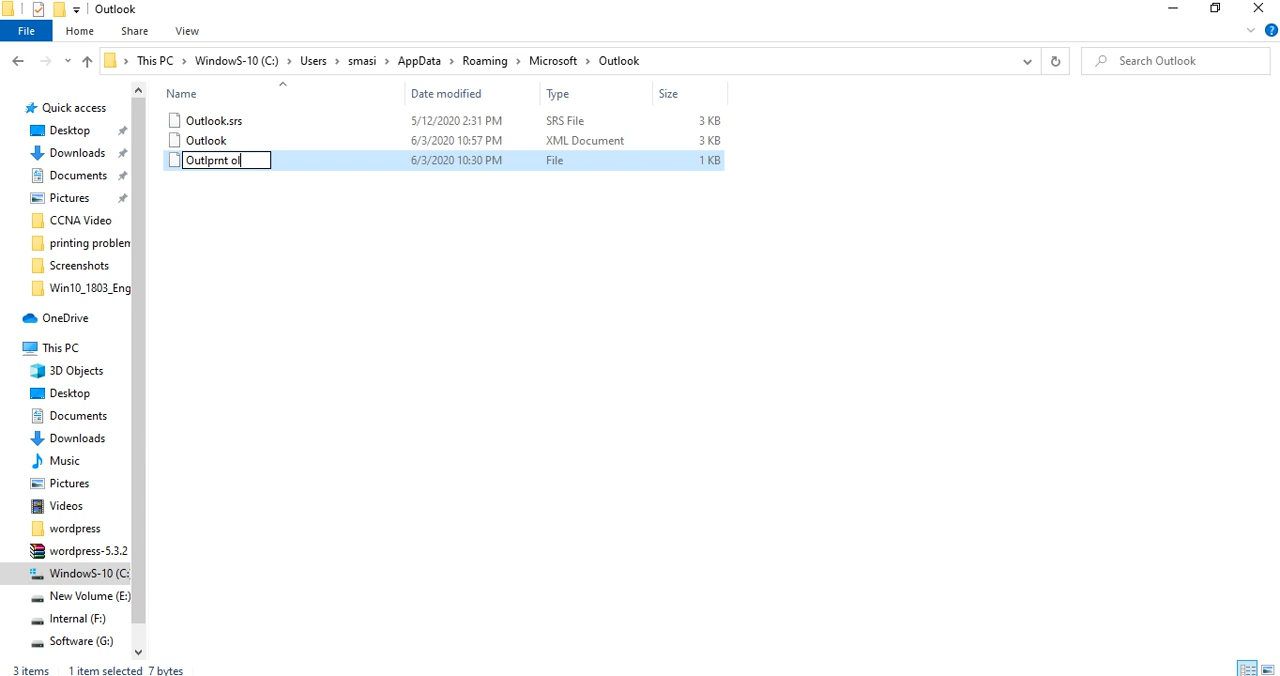 Outlook
File Home Share View
This PC WindowS-10 (C:) Users smasi AppData Roaming Microsoft Outlook
Search Outlook
Name Date modified Type Size
Outlook.srs 5/12/2020 2:31 PM SRS File 3 KB
Outlook 6/3/2020 10:57 PM XML Document 3 KB
Outlprnt ol 6/3/2020 10:30 PM File 1 KB
Quick access
Desktop
Downloads
Documents
Pictures
CCNA Video
printing problem
Screenshots
Win10_1803_Eng
OneDrive
This PC
3D Objects
Desktop
Documents
Downloads
Music
Pictures
Videos
wordpress
wordpress-5.3.2
WindowS-10 (C:
New Volume (E:)
Internal (F:)
Software (G:)
3 items 1 item selected 7 bytes